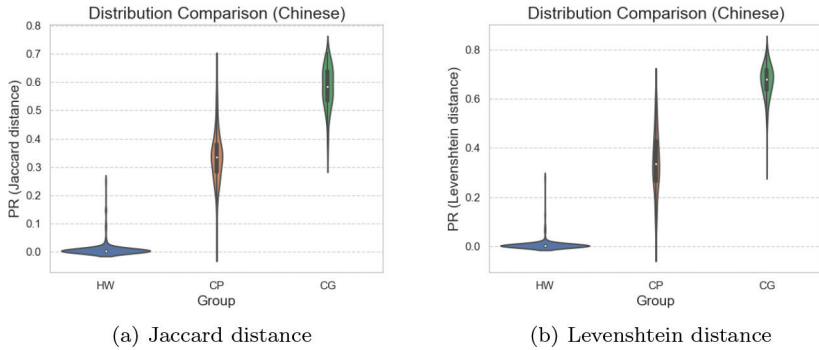 Distribution Comparison (Chinese)
0.8
0.7
0.6
0.5
0.4
0.3
0.2
0.1
0.0
PR (Jaccard distance)
HW CP CG
Group
(a) Jaccard distance
Distribution Comparison (Chinese)
0.8
0.6
0.4
0.2
0.0
PR (Levenshtein distance)
HW CP CG
Group
(b) Levenshtein distance